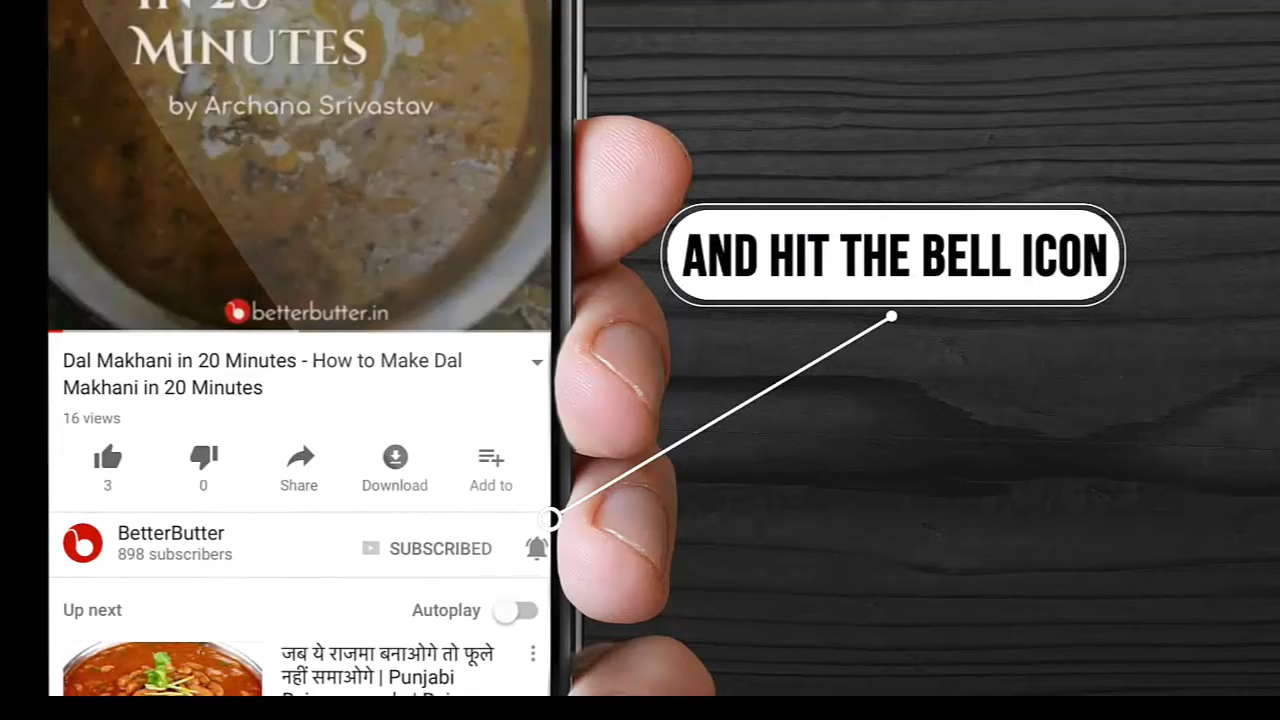 IN 20
MINUTES
by Archana Srivastav
betterbutter.in
AND HIT THE BELL ICON
Dal Makhani in 20 Minutes - How to Make Dal
Makhani in 20 Minutes
16 views
3
0
Share
Download
Add to
BetterButter
898 subscribers
SUBSCRIBED
Up next
Autoplay
जब ये राजमा बनाओगे तो फूले
नहीं समाओगे | Punjabi